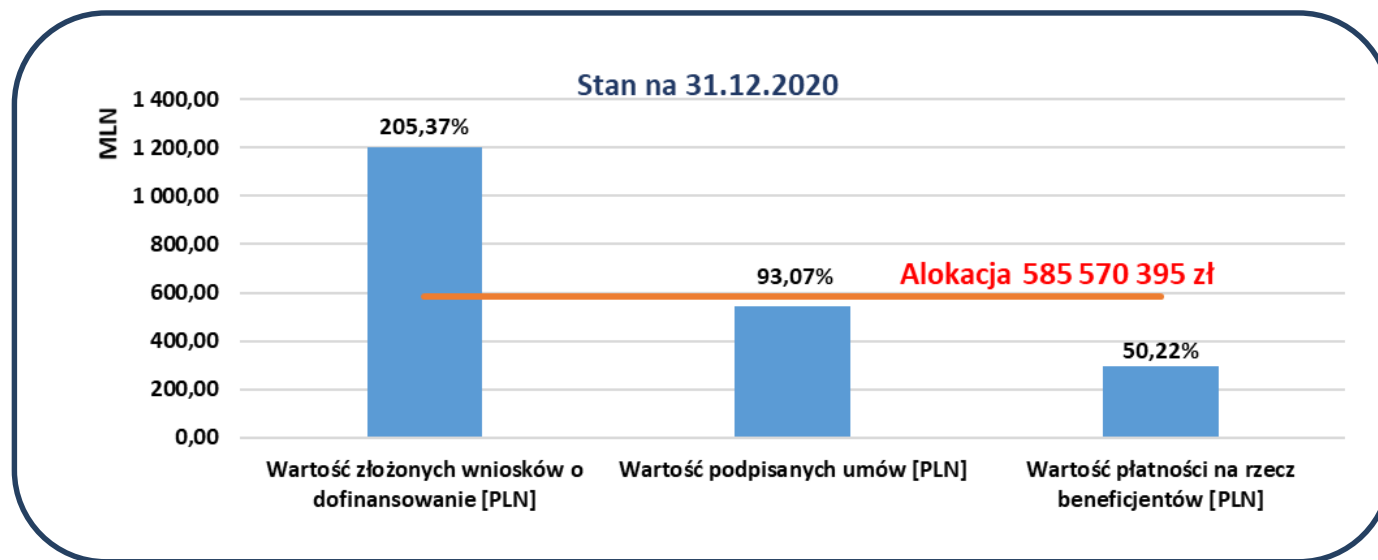 Stan na 31.12.2020
MLN
1 400,00
1 200,00
1 000,00
800,00
600,00
400,00
200,00
0,00
205,37%
93,07%
50,22%
Alokacja 585 570 395 zł
Wartość złożonych wniosków o
dofinansowanie [PLN]
Wartość podpisanych umów [PLN]
Wartość płatności na rzecz
beneficjentów [PLN]